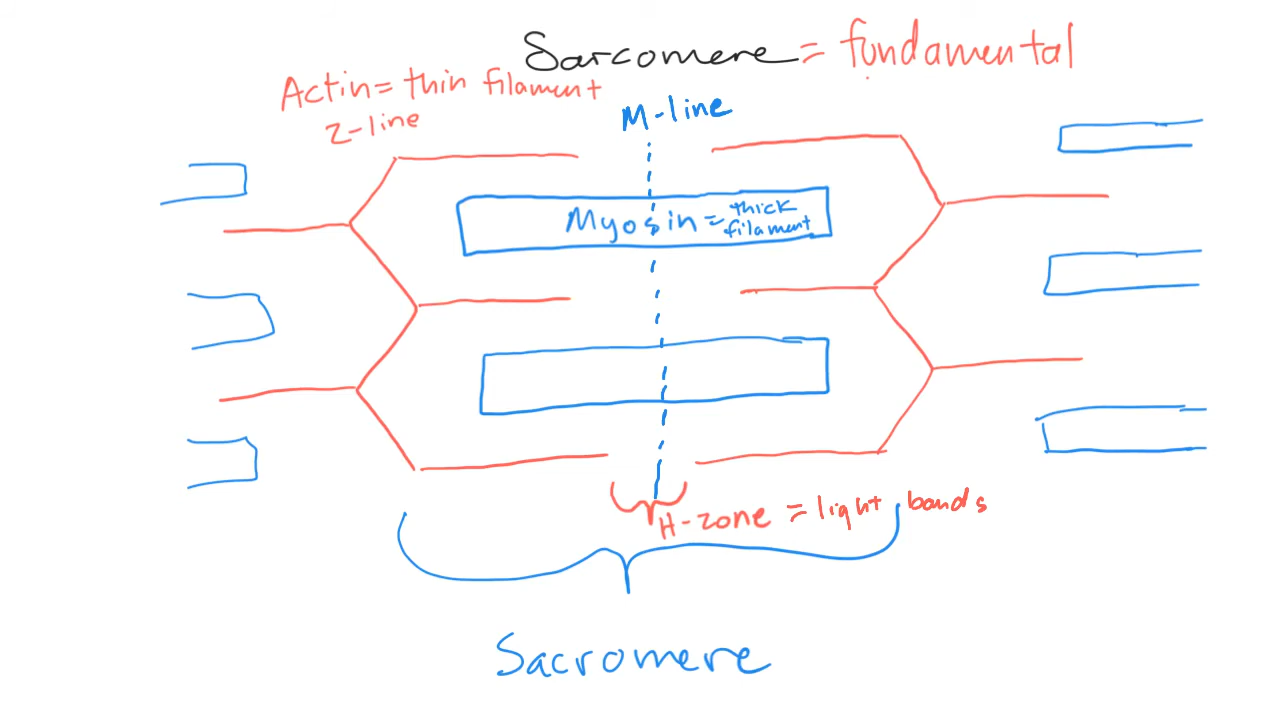 Sarcomere = fundamental
Actin = thin filament
Z-line
M-line
Myosin = thick filament
H-zone = light bands
Sacromere